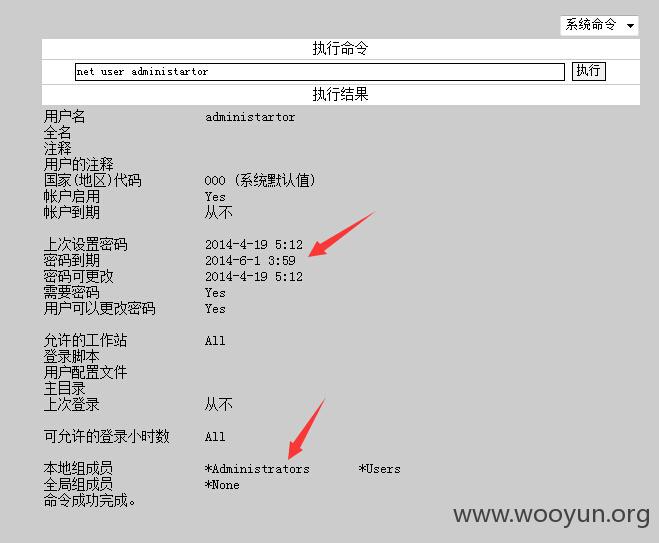 系统命令
执行命令
net user administartor 执行
执行结果
用户名 administartor
全名
注释
用户的注释
国家(地区)代码 000 (系统默认值)
帐户启用 Yes
帐户到期 从不
上次设置密码 2014-4-19 5:12
密码到期 2014-6-1 3:59
密码可更改 2014-4-19 5:12
需要密码 Yes
用户可以更改密码 Yes
允许的工作站 All
登录脚本
用户配置文件
主目录
上次登录 从不
可允许的登录小时数 All
本地组成员 *Administrators *Users
全局组成员 *None
命令成功完成。
www.wooyun.org